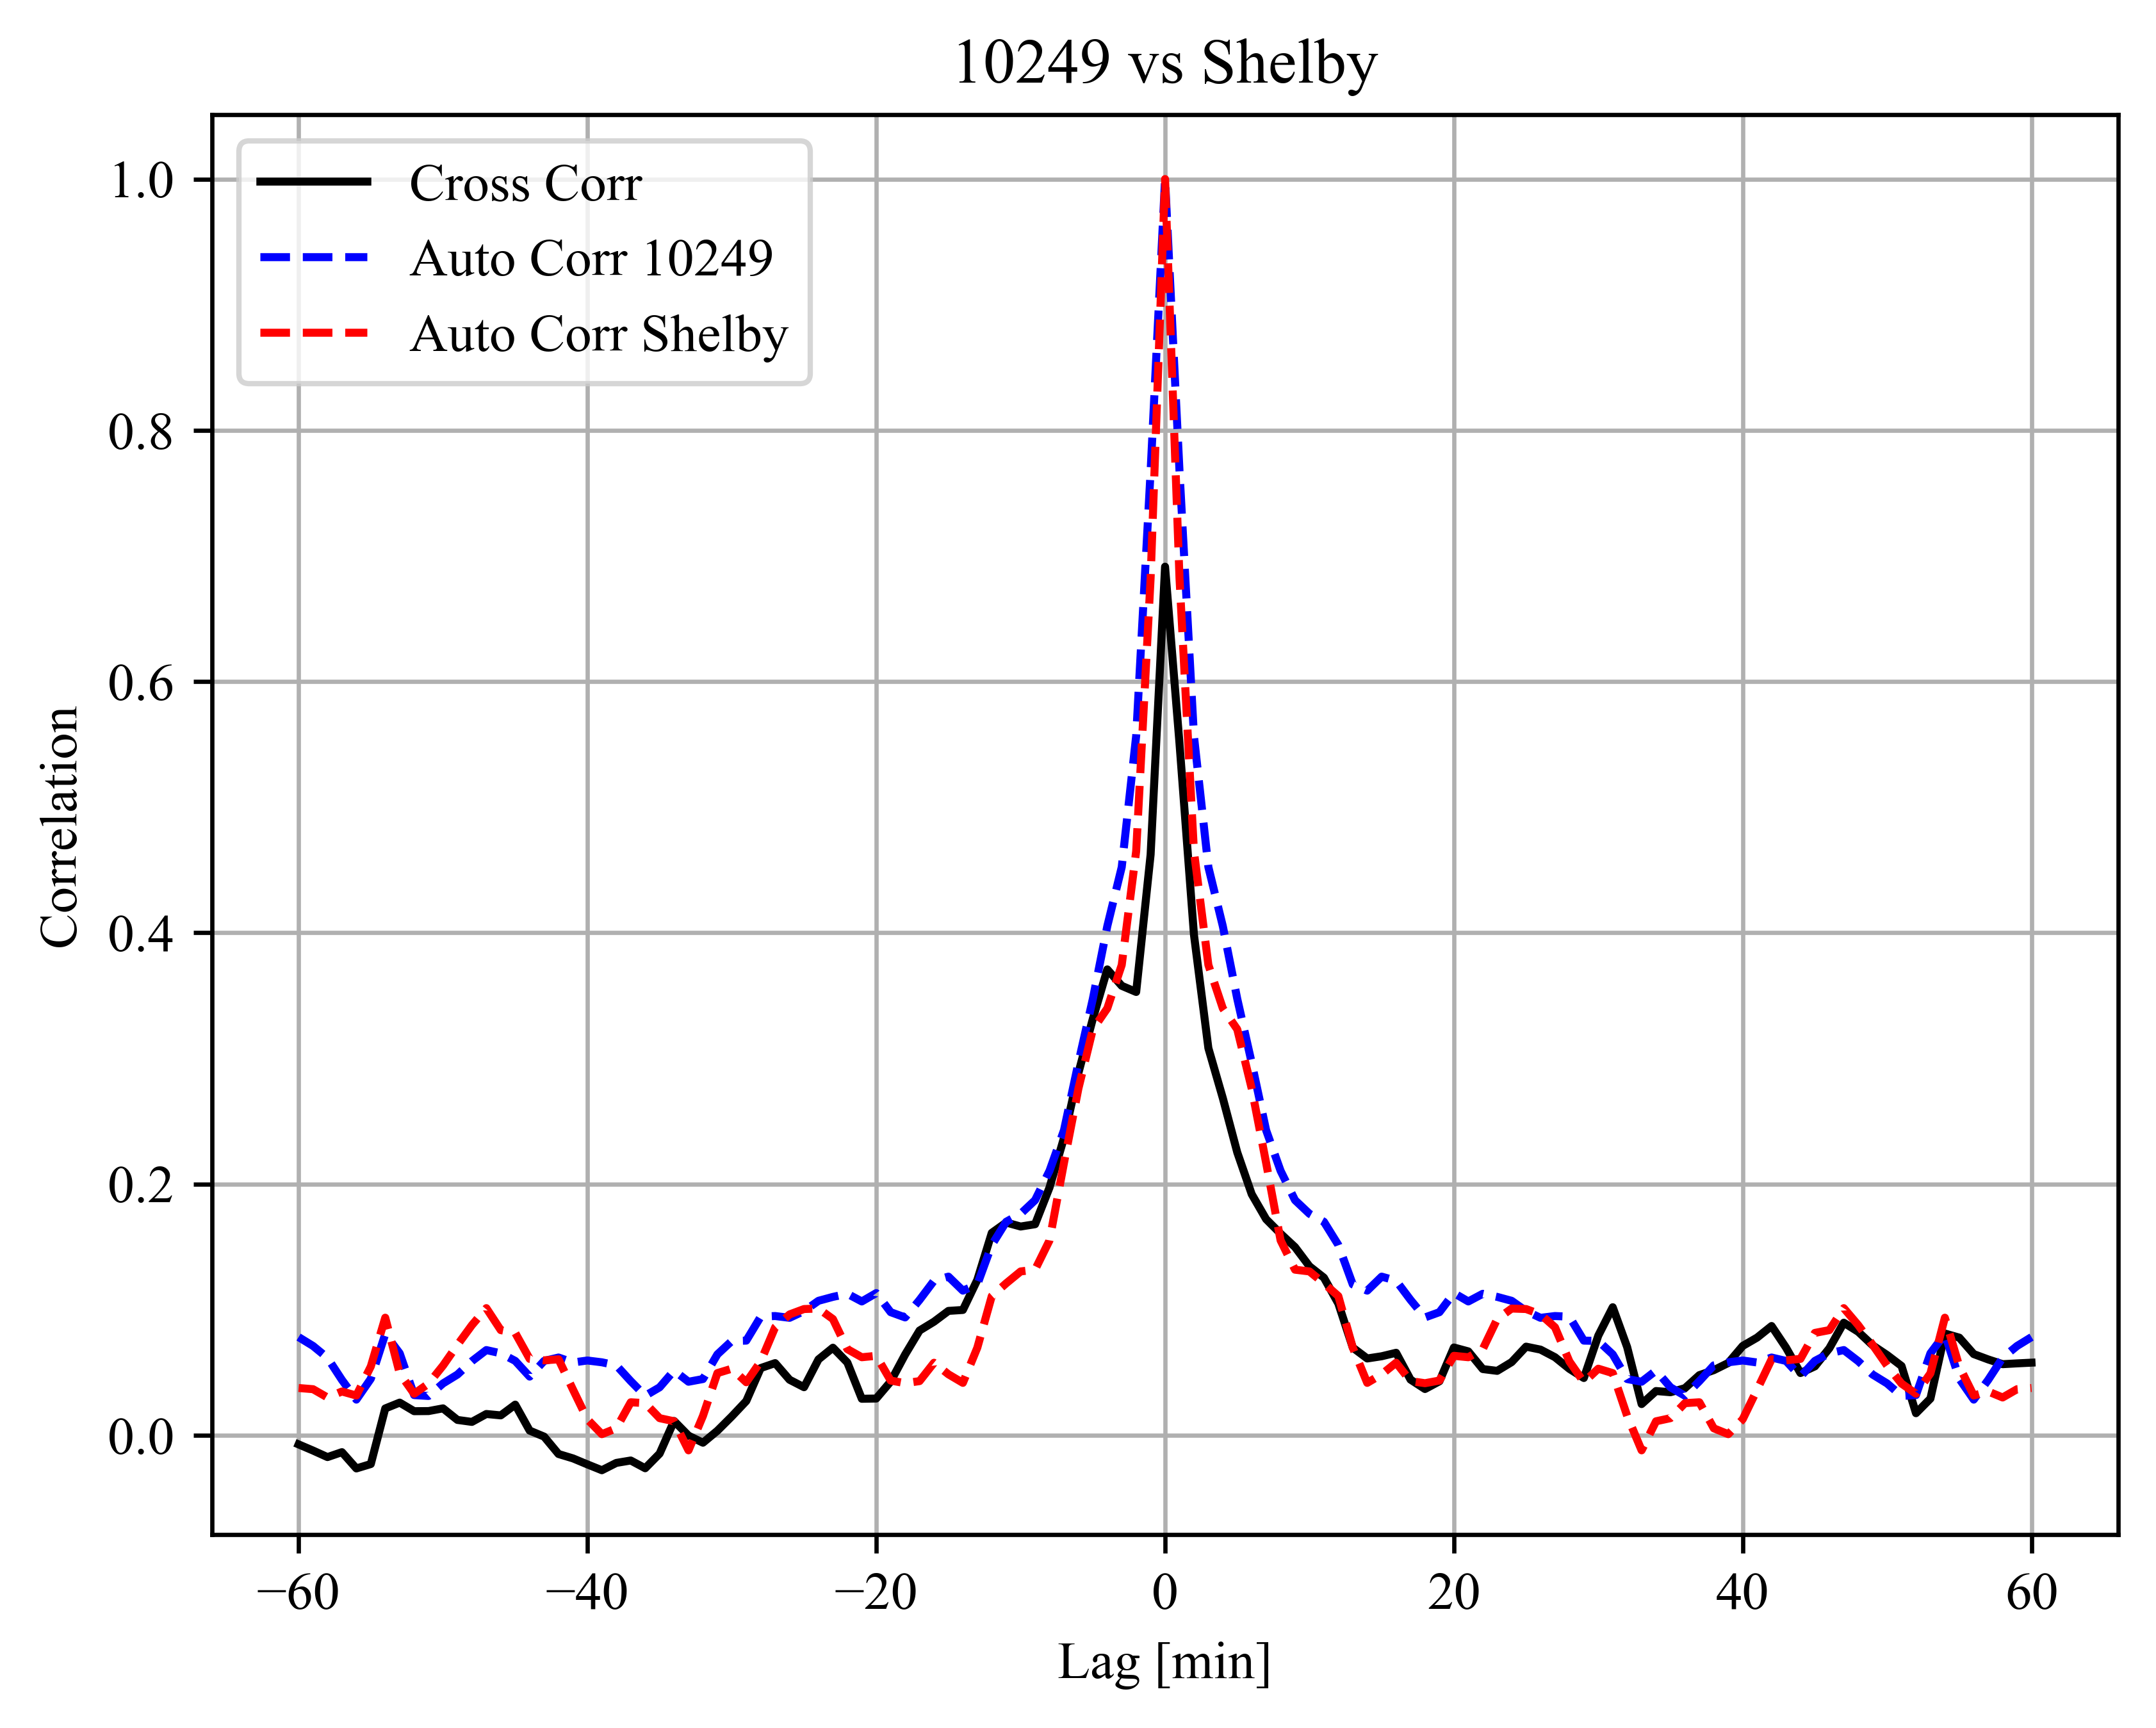 10249 vs Shelby
Cross Corr
Auto Corr 10249
Auto Corr Shelby
1.0
0.8
0.6
0.4
0.2
0.0
Correlation
−60 −40 −20 0 20 40 60
Lag [min]